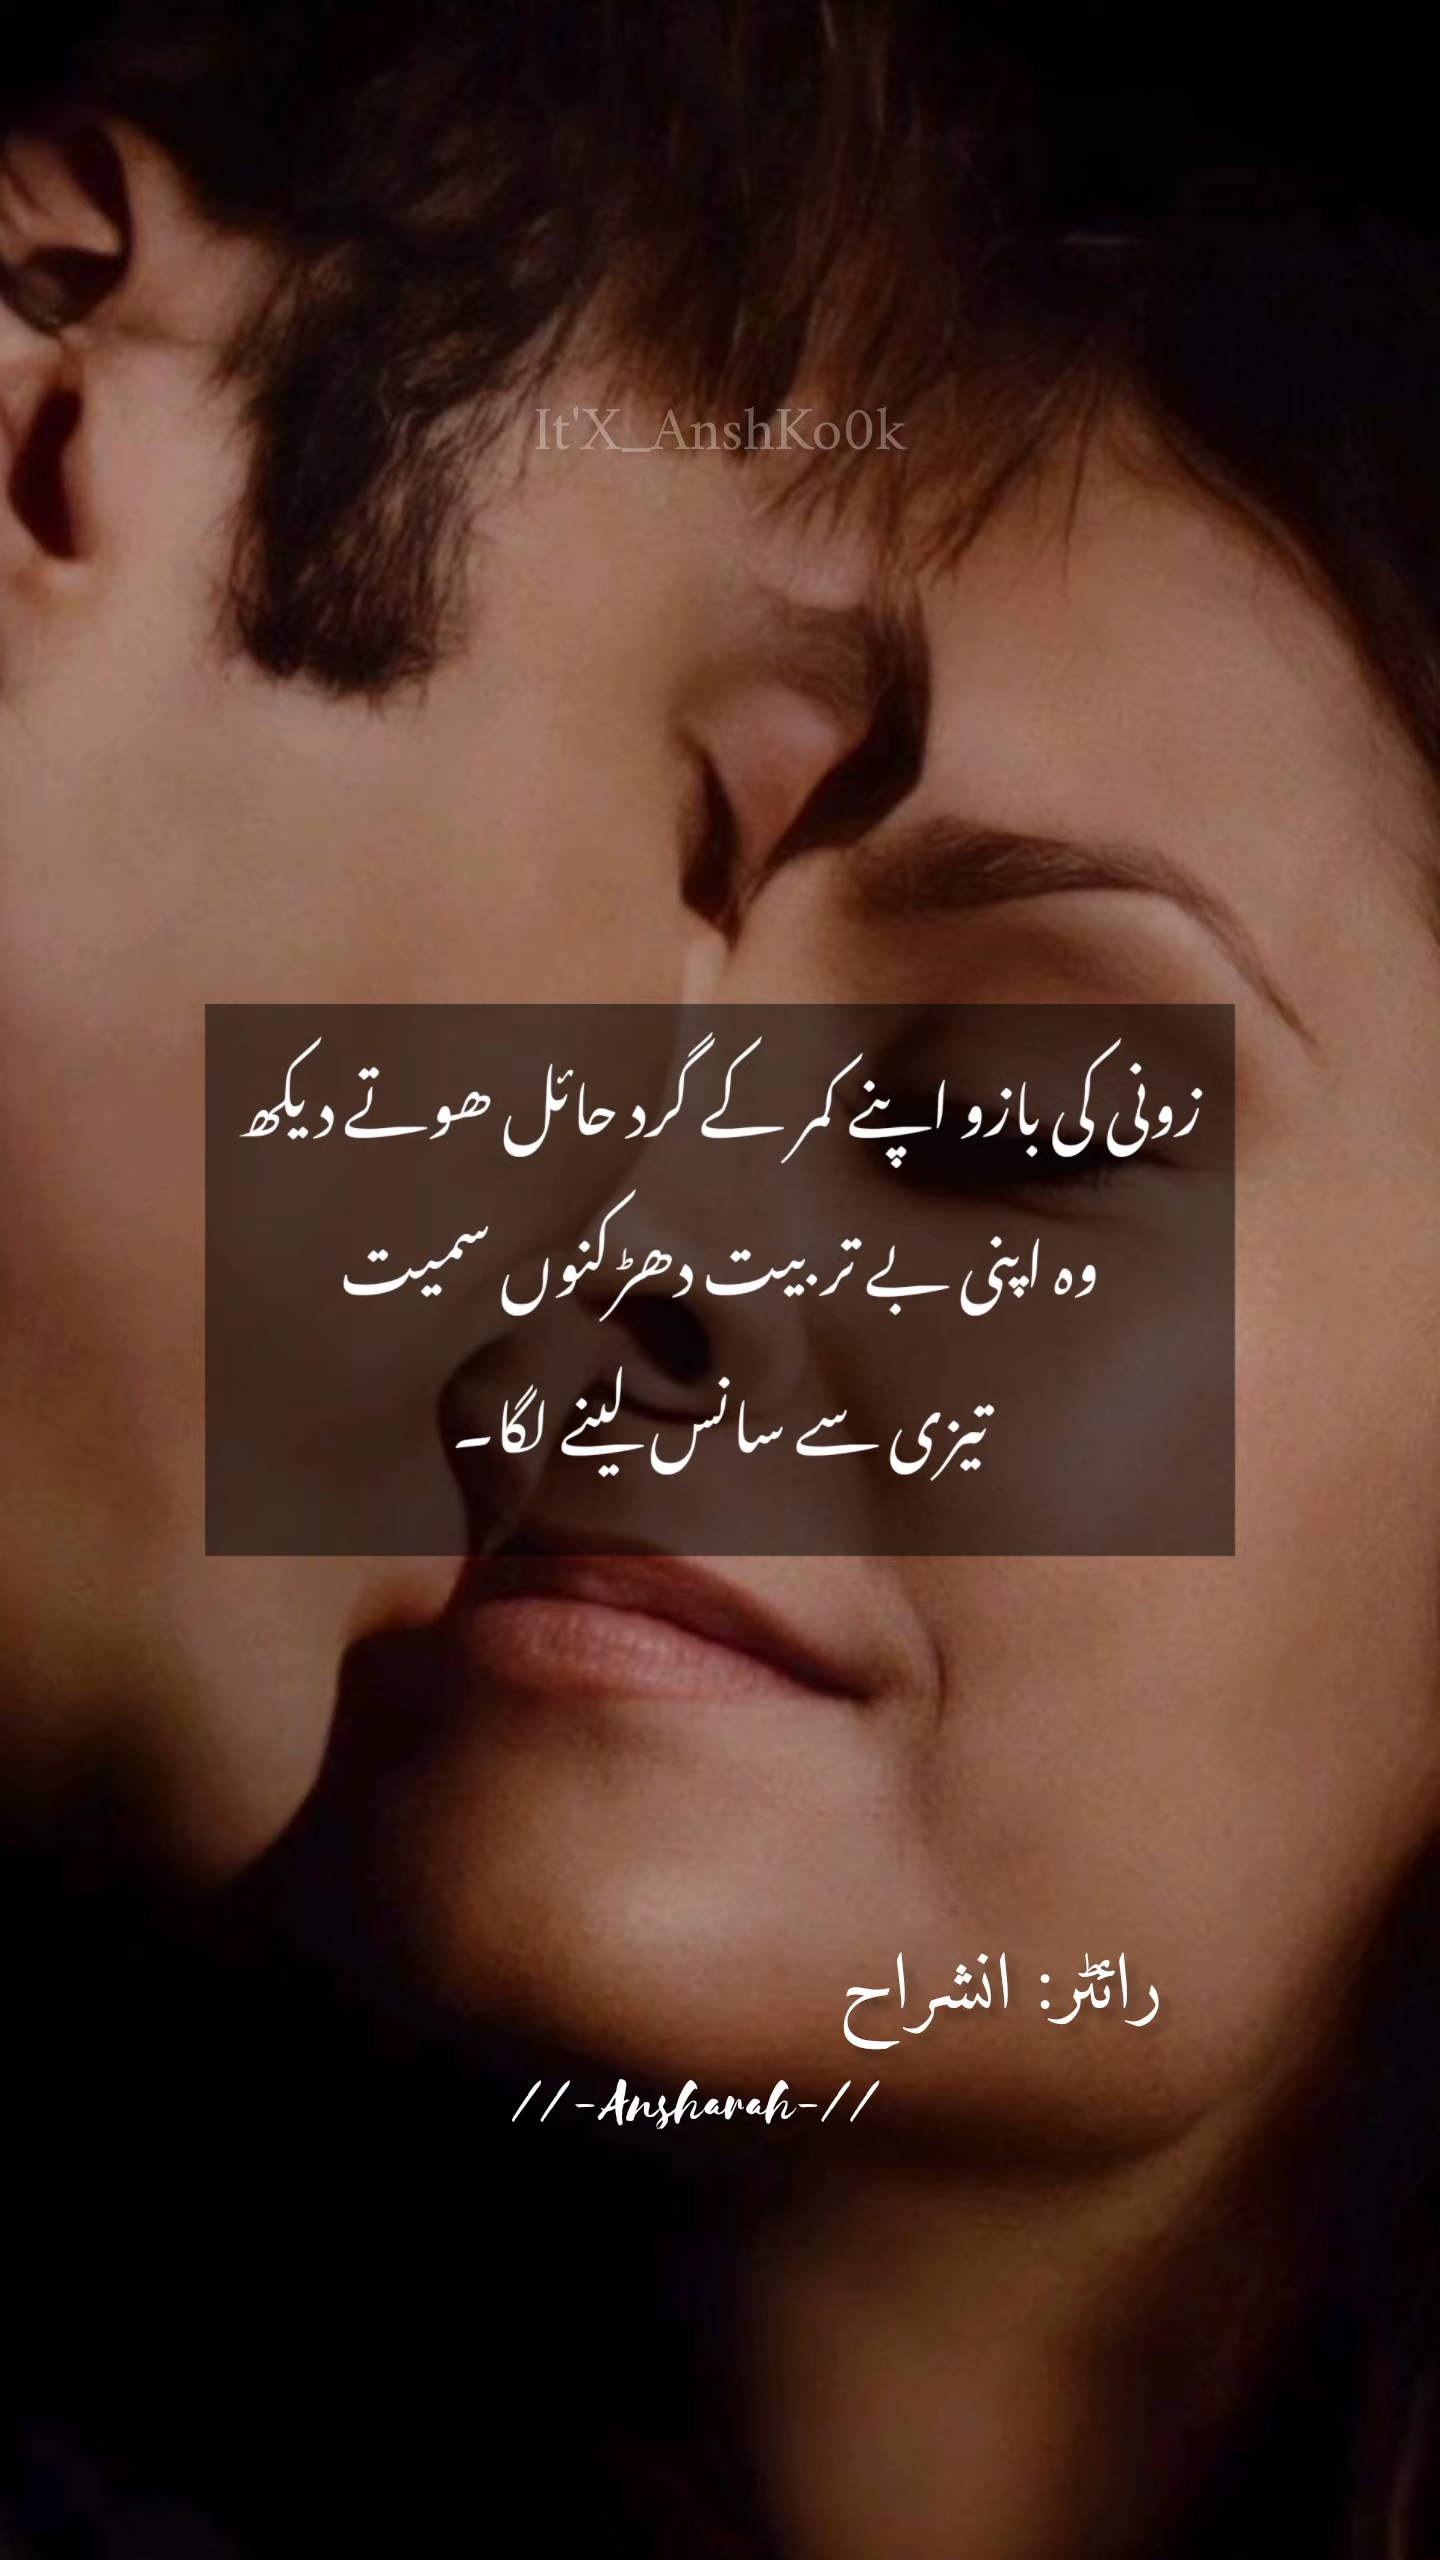 It'X_AnshKo0k
زونی کی بازو اپنے کمر کے گرد حائل ھوتے دیکھ
وہ اپنی بے تربیت دھڑکنوں سمیت
تیزی سے سانس لینے لگا۔
رائٹر: انشراح
//-Ansharah-//